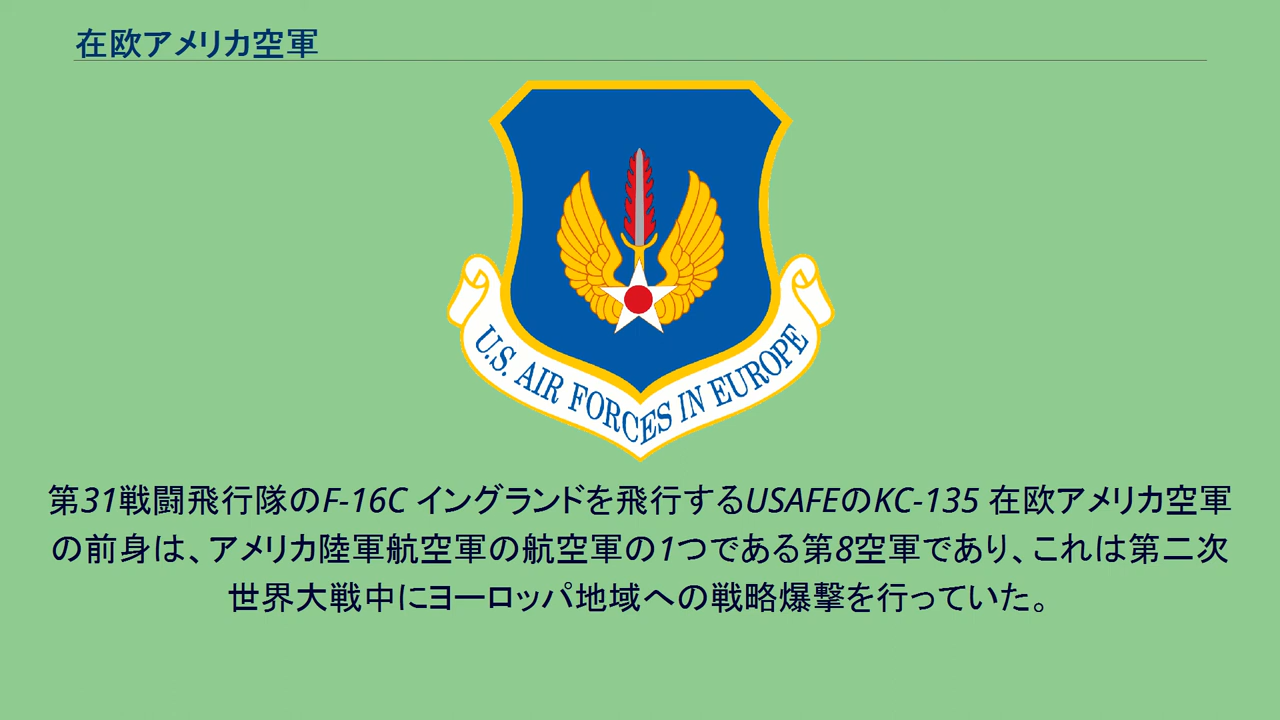 在欧アメリカ空軍
U.S. AIR FORCES IN EUROPE
第31戦闘飛行隊のF-16C イングランドを飛行するUSAFEのKC-135 在欧アメリカ空軍
の前身は、アメリカ陸軍航空軍の航空軍の1つである第8空軍であり、これは第二次
世界大戦中にヨーロッパ地域への戦略爆撃を行っていた。